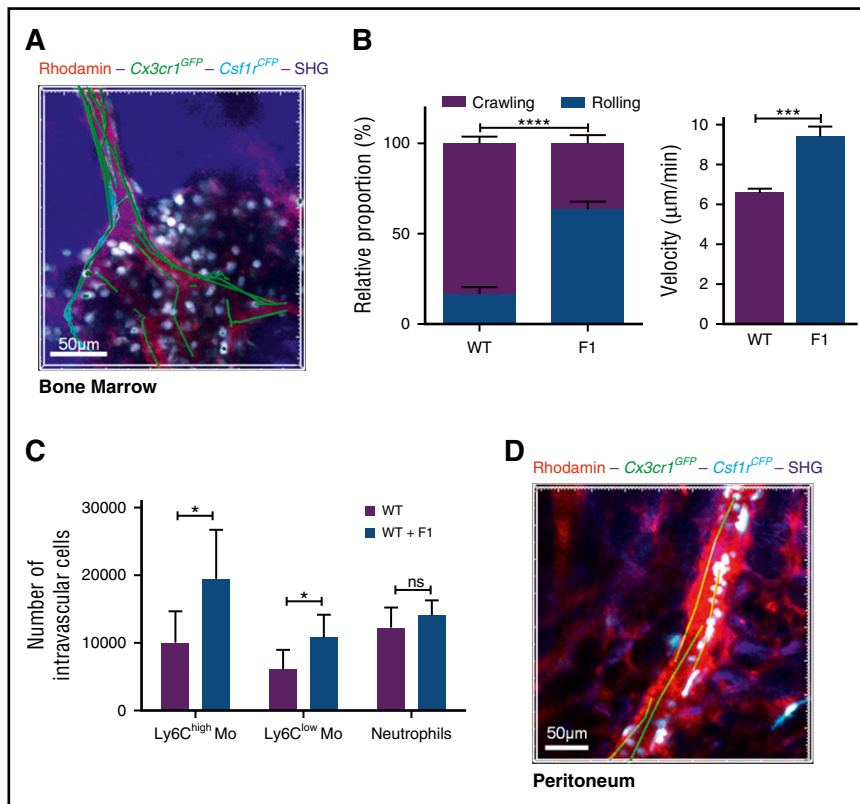 A
Rhodamin – Cx3cr1GFP – Csf1rCFP – SHG
50µm
Bone Marrow
B
Crawling
Rolling
Relative proportion (%)
100
50
0
****
WT
F1
Velocity (µm/min)
10
8
6
4
2
0
***
WT
F1
C
Number of
intravascular cells
30000
20000
10000
0
*
*
ns
WT
WT + F1
Ly6Chigh Mo
Ly6Clow Mo
Neutrophils
D
Rhodamin – Cx3cr1GFP – Csf1rCFP – SHG
50µm
Peritoneum